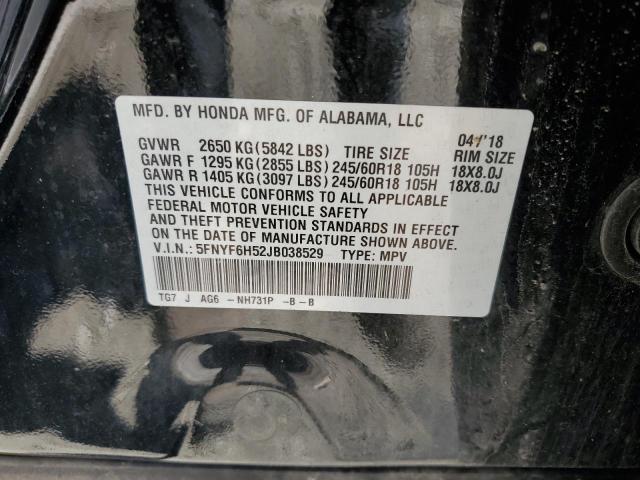 MFD. BY HONDA MFG. OF ALABAMA, LLC 04/'18
GVWR 2650 KG(5842 LBS) TIRE SIZE RIM SIZE
GAWR F 1295 KG(2855 LBS)245/60R18 105H 18X8.0J
GAWR R 1405 KG(3097 LBS)245/60R18 105H 18X8.0J
THIS VEHICLE CONFORMS TO ALL APPLICABLE
FEDERAL MOTOR VEHICLE SAFETY
AND THEFT PREVENTION STANDARDS IN EFFECT
ON THE DATE OF MANUFACTURE SHOWN ABOVE.
V.I.N.: 5FNYF6H52JB038529 TYPE: MPV
TG7 J AG6 -NH731P -B-B